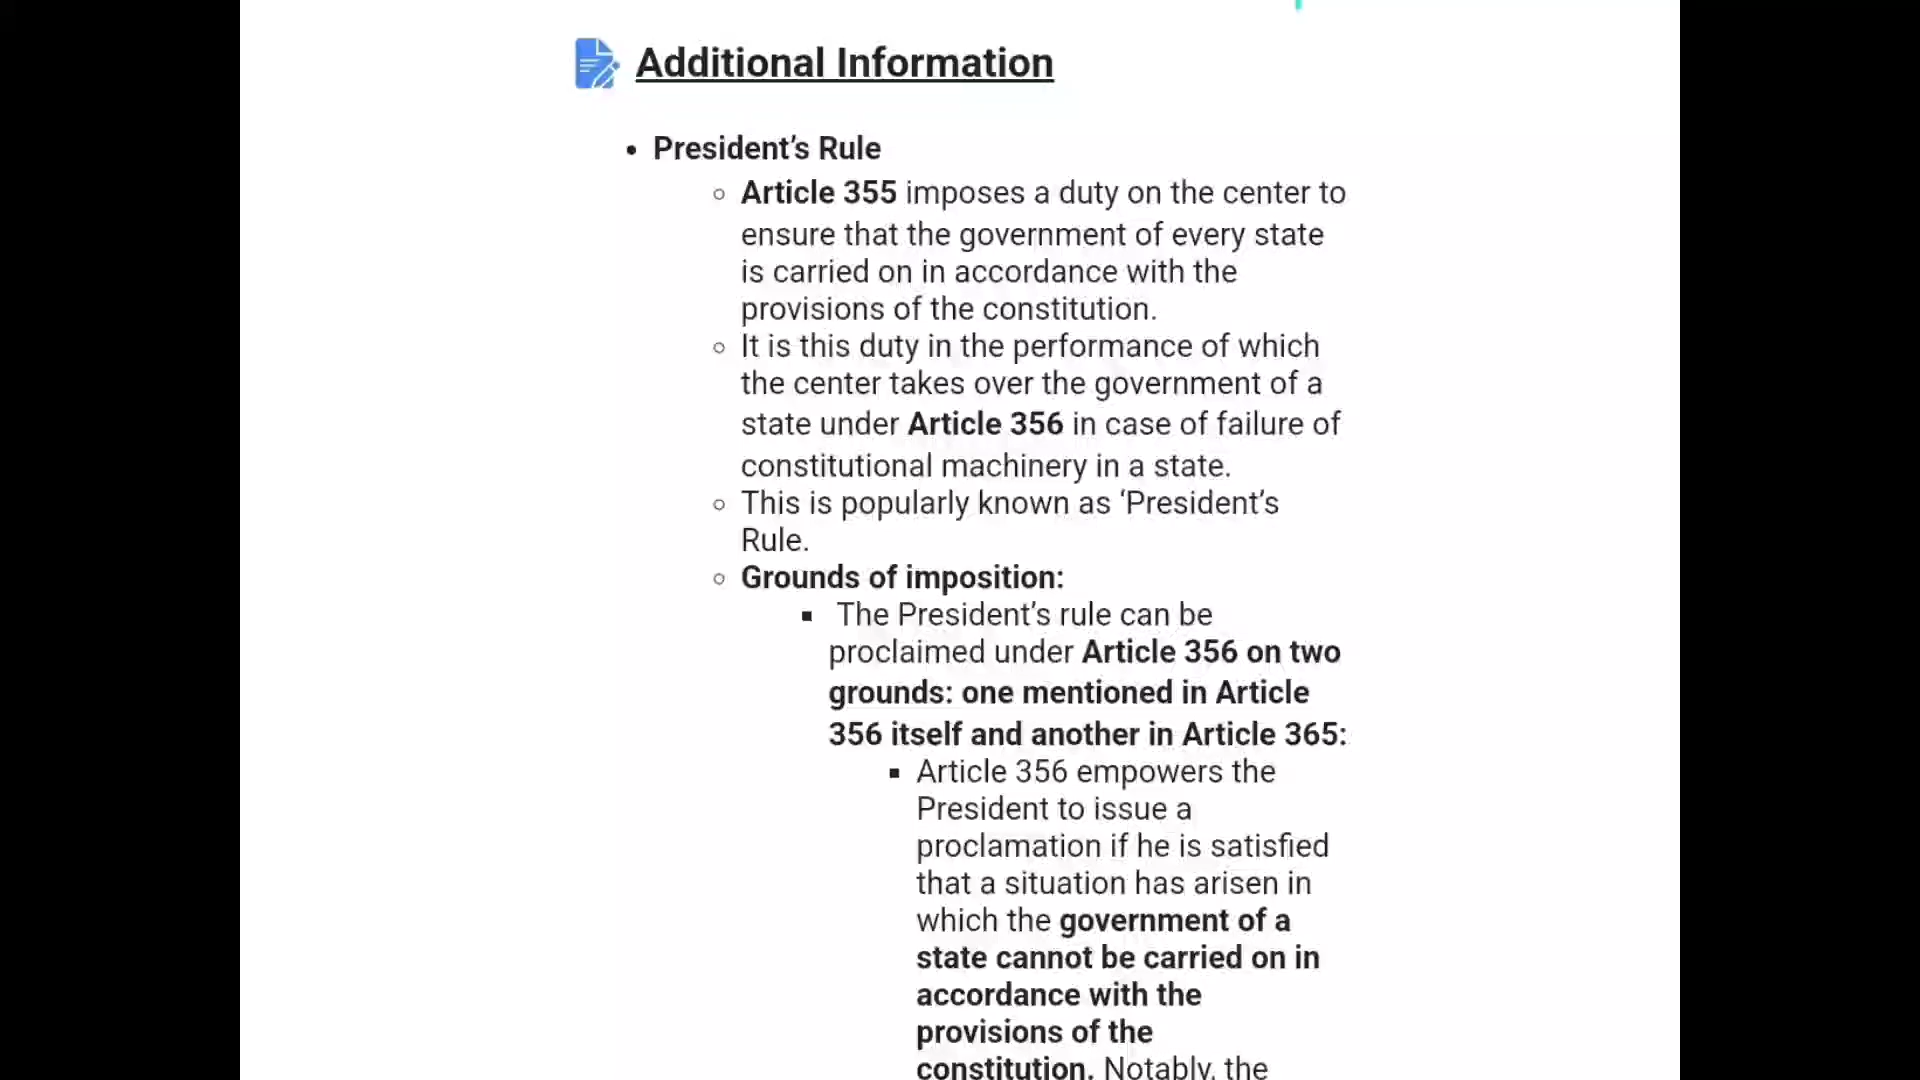 Additional Information
• President’s Rule
○ Article 355 imposes a duty on the center to
ensure that the government of every state
is carried on in accordance with the
provisions of the constitution.
○ It is this duty in the performance of which
the center takes over the government of a
state under Article 356 in case of failure of
constitutional machinery in a state.
○ This is popularly known as ‘President’s
Rule.
○ Grounds of imposition:
▪ The President’s rule can be
proclaimed under Article 356 on two
grounds: one mentioned in Article
356 itself and another in Article 365:
▪ Article 356 empowers the
President to issue a
proclamation if he is satisfied
that a situation has arisen in
which the government of a
state cannot be carried on in
accordance with the
provisions of the
constitution. Notably, the